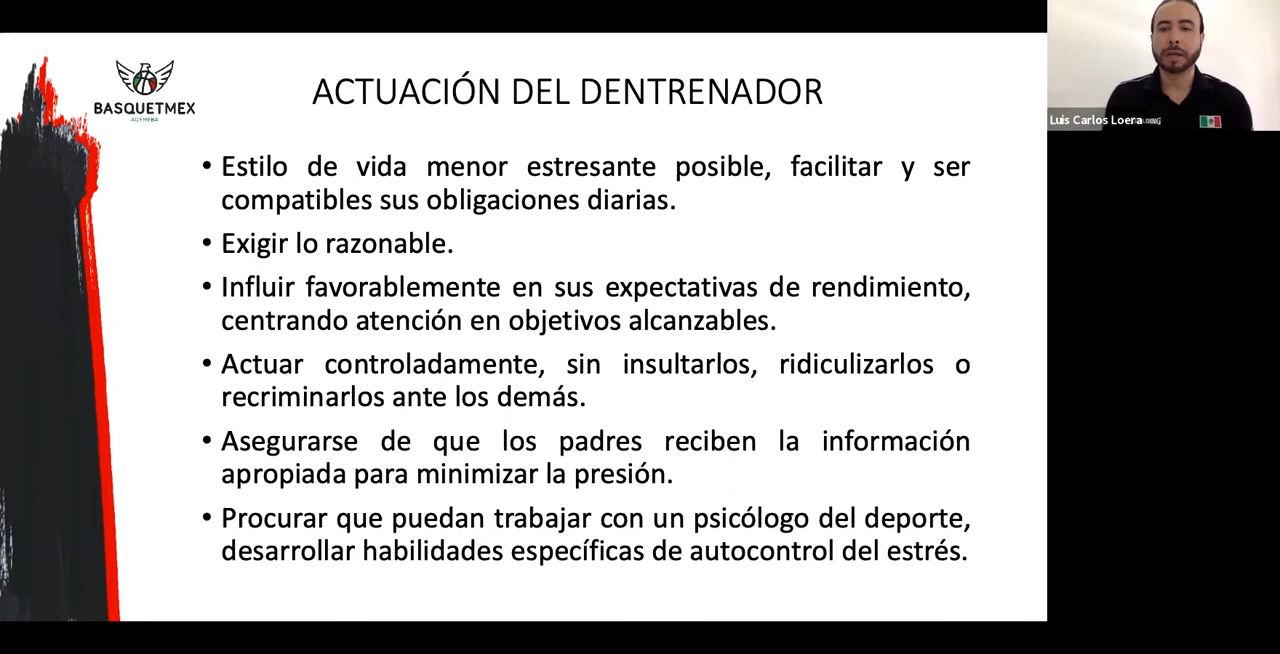 BASQUETMEX
ADEMEBA
ACTUACIÓN DEL DENTRENADOR
• Estilo de vida menor estresante posible, facilitar y ser
compatibles sus obligaciones diarias.
• Exigir lo razonable.
• Influir favorablemente en sus expectativas de rendimiento,
centrando atención en objetivos alcanzables.
• Actuar controladamente, sin insultarlos, ridiculizarlos o
recriminarlos ante los demás.
• Asegurarse de que los padres reciben la información
apropiada para minimizar la presión.
• Procurar que puedan trabajar con un psicólogo del deporte,
desarrollar habilidades específicas de autocontrol del estrés.
Luis Carlos Loera